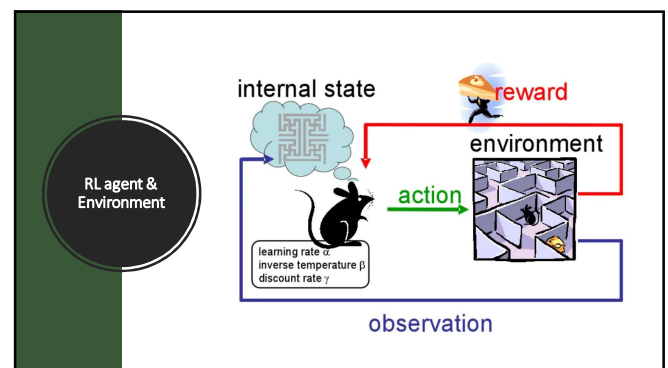 RL agent &
Environment
internal state
reward
environment
action
learning rate α
inverse temperature β
discount rate γ
observation